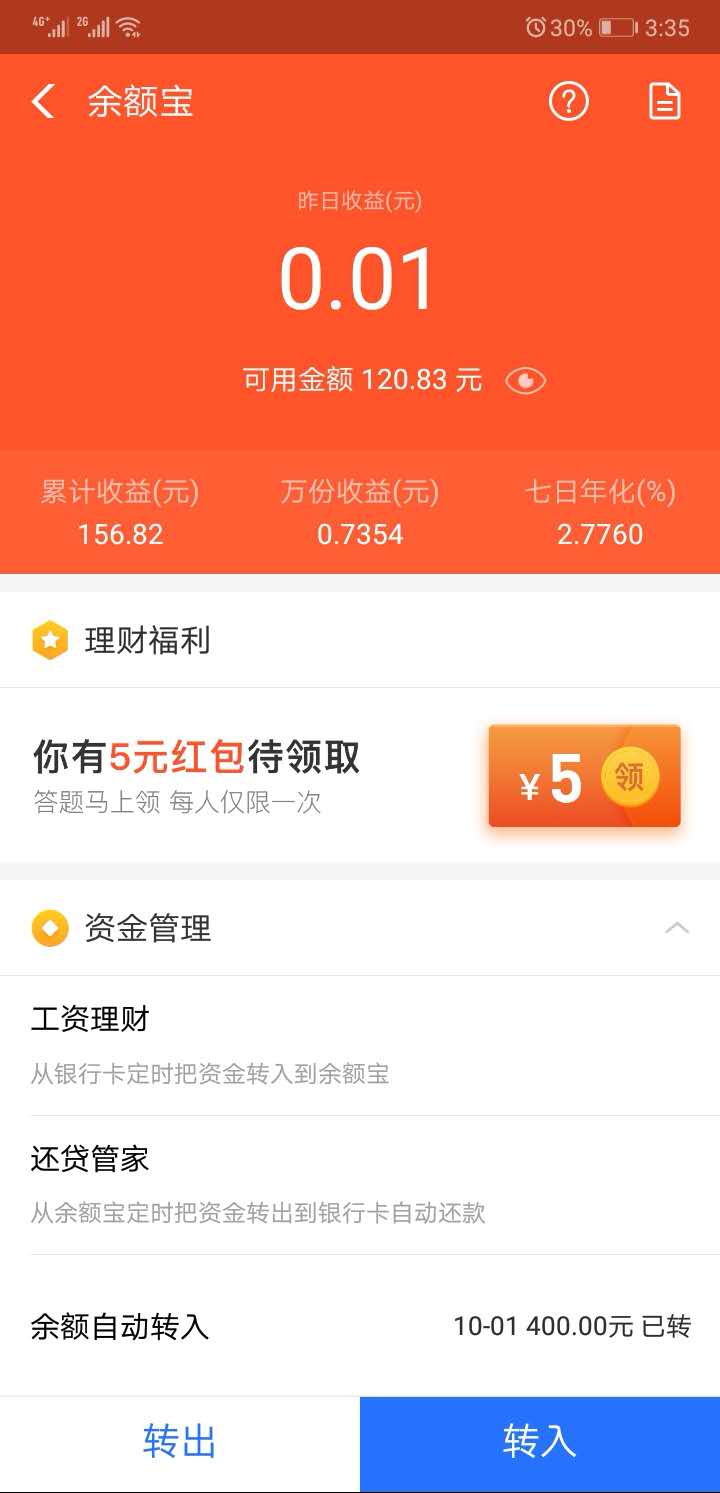 4G+ 2G 30% 3:35
余额宝
昨日收益(元)
0.01
可用金额 120.83 元
累计收益(元) 万份收益(元) 七日年化(%)
156.82 0.7354 2.7760
理财福利
你有5元红包待领取
答题马上领 每人仅限一次
¥5 领
资金管理
工资理财
从银行卡定时把资金转入到余额宝
还贷管家
从余额宝定时把资金转出到银行卡自动还款
余额自动转入 10-01 400.00元 已转
转出 转入